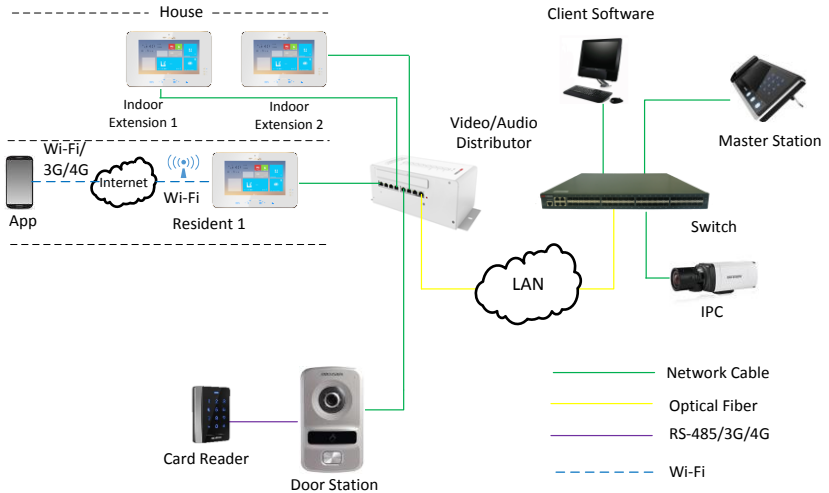 House
Client Software
Indoor
Extension 1
Indoor
Extension 2
Video/Audio
Distributor
Master Station
Wi-Fi/
3G/4G
Internet
Wi-Fi
App
Resident 1
Switch
LAN
IPC
Network Cable
Optical Fiber
RS-485/3G/4G
Wi-Fi
Card Reader
Door Station